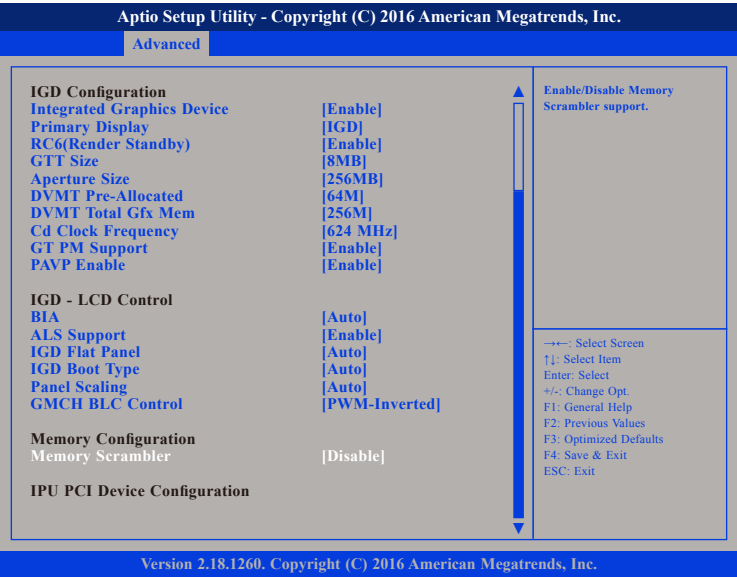 Aptio Setup Utility - Copyright (C) 2016 American Megatrends, Inc.
Advanced
IGD Configuration
Integrated Graphics Device [Enable]
Primary Display [IGD]
RC6(Render Standby) [Enable]
GTT Size [8MB]
Aperture Size [256MB]
DVMT Pre-Allocated [64M]
DVMT Total Gfx Mem [256M]
Cd Clock Frequency [624 MHz]
GT PM Support [Enable]
PAVP Enable [Enable]
IGD - LCD Control
BIA [Auto]
ALS Support [Enable]
IGD Flat Panel [Auto]
IGD Boot Type [Auto]
Panel Scaling [Auto]
GMCH BLC Control [PWM-Inverted]
Memory Configuration
Memory Scrambler [Disable]
IPU PCI Device Configuration
Enable/Disable Memory
Scrambler support.
→←: Select Screen
↑↓: Select Item
Enter: Select
+/-: Change Opt.
F1: General Help
F2: Previous Values
F3: Optimized Defaults
F4: Save & Exit
ESC: Exit
Version 2.18.1260. Copyright (C) 2016 American Megatrends, Inc.